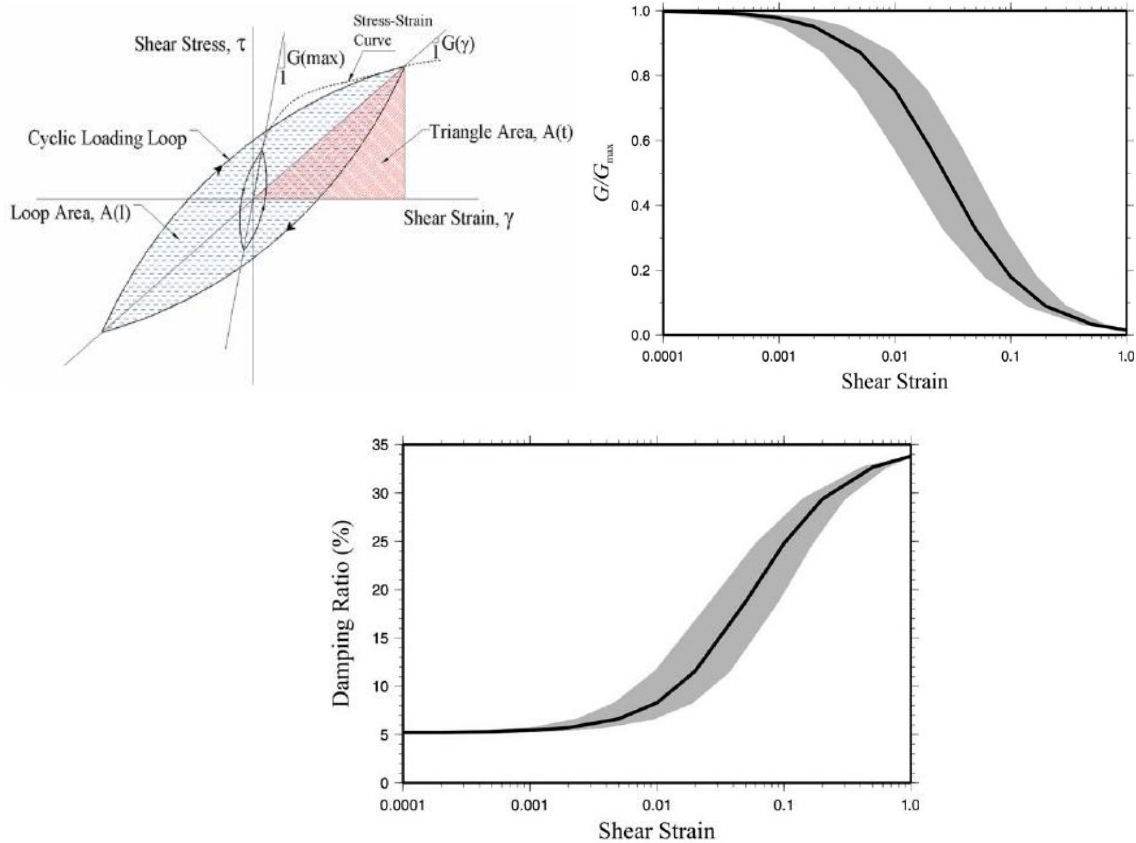 Shear Stress, τ
Stress-Strain
Curve
G(max)
1
G(γ)
1
Cyclic Loading Loop
Triangle Area, A(t)
Loop Area, A(l)
Shear Strain, γ
G/Gmax
1.0
0.8
0.6
0.4
0.2
0.0
0.0001
0.001
0.01
0.1
1.0
Shear Strain
Damping Ratio (%)
35
30
25
20
15
10
5
0
0.0001
0.001
0.01
0.1
1.0
Shear Strain